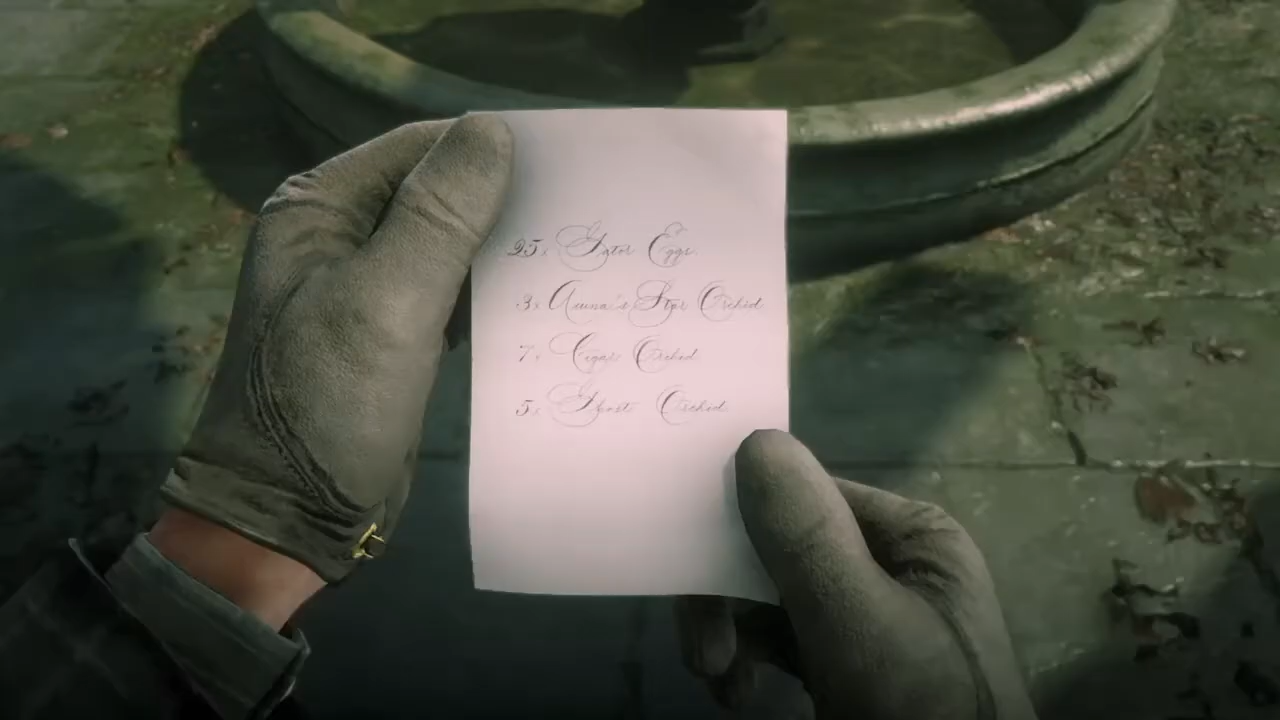 25x Gator Eggs
3x Acuna's Star Orchid
7x Cigar Orchid
5x Ghost Orchid